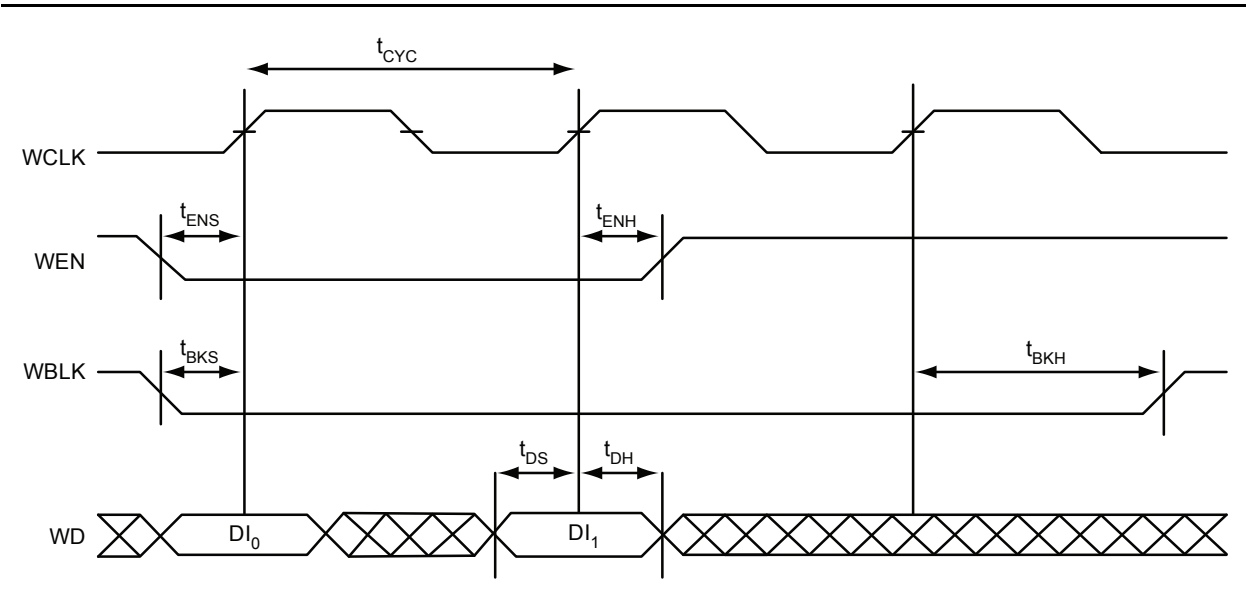 tCYC
WCLK
tENS
tENH
WEN
tBKS
tBKH
WBLK
tDS
tDH
WD
DI0
DI1